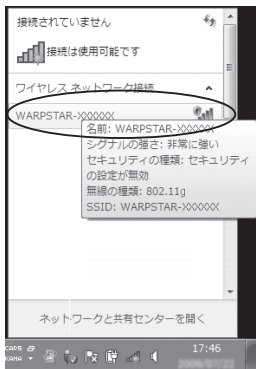 接続されていません
接続は使用可能です
ワイヤレス ネットワーク接続
WARPSTAR-XXXXXX
名前: WARPSTAR-XXXXXX
シグナルの強さ: 非常に強い
セキュリティの種類: セキュリティ
の設定が無効
無線の種類: 802.11g
SSID: WARPSTAR-XXXXXX
ネットワークと共有センターを開く
CAPS
KANA
17:46